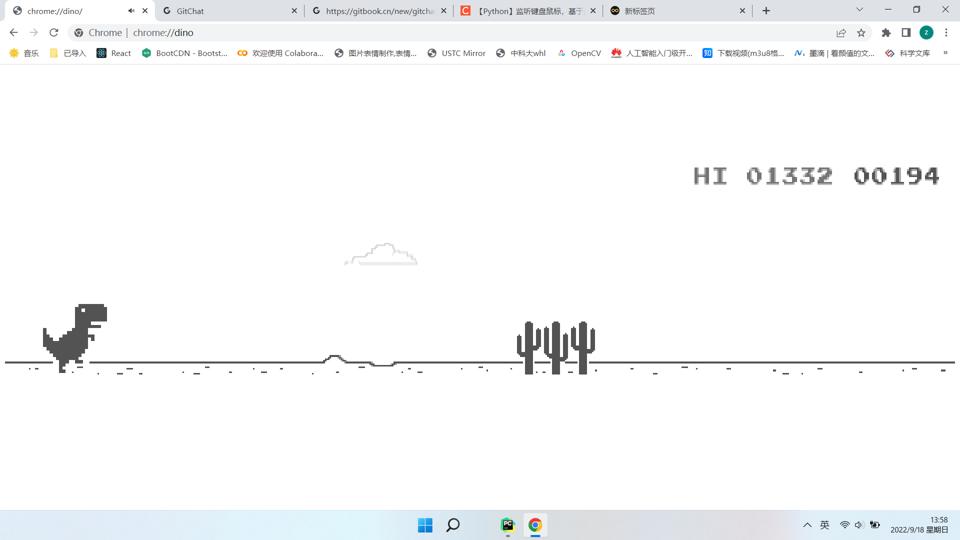 chrome://dino/
GitChat
https://gitbook.cn/new/gitcha
【Python】监听键盘鼠标，基于
新标签页
Chrome | chrome://dino
音乐
已导入
React
BootCDN - Bootst...
欢迎使用 Colabora...
图片表情制作,表情...
USTC Mirror
中科大whl
OpenCV
人工智能入门极开...
下载视频(m3u8格...
墨滴 | 看颜值的文...
科学文库
»
HI 01332 00194
英
13:58
2022/9/18 星期日